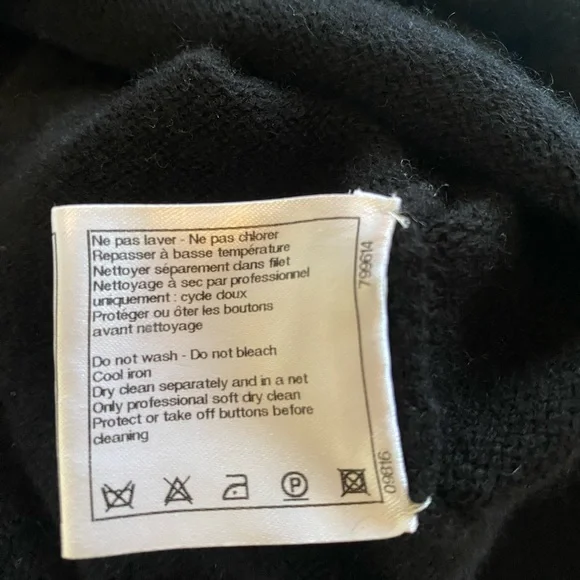 Ne pas laver - Ne pas chlorer
Repasser à basse température
Nettoyer séparement dans filet
Nettoyage à sec par professionnel
uniquement : cycle doux
Protéger ou ôter les boutons
avant nettoyage
Do not wash - Do not bleach
Cool iron
Dry clean separately and in a net
Only professional soft dry clean
Protect or take off buttons before
cleaning
P
799614
09B16